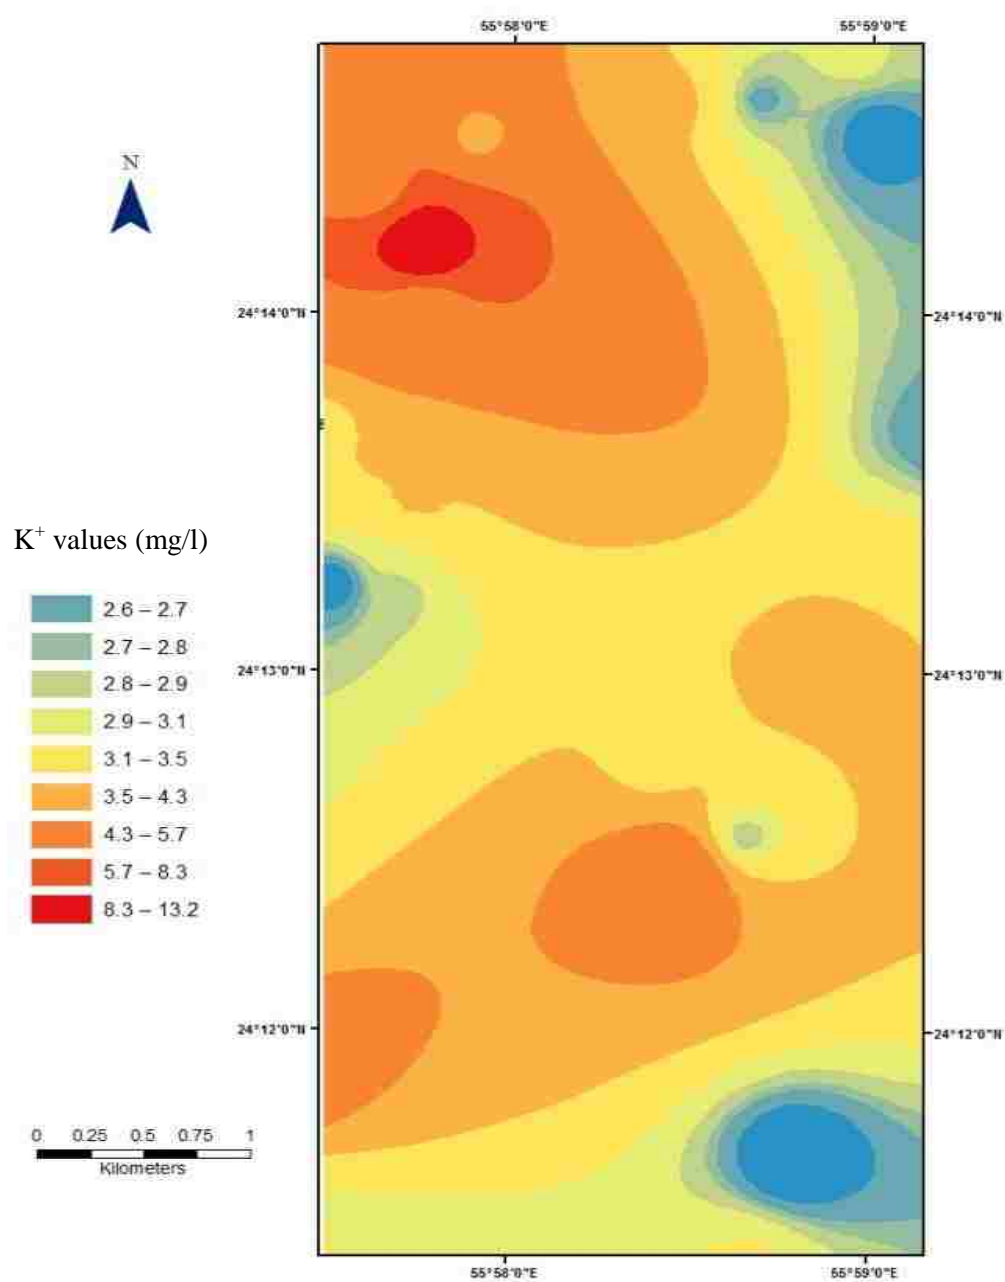 55°58'0"E 55°59'0"E
N
24°14'0"N 24°14'0"N
K+ values (mg/l)
2.6 – 2.7
2.7 – 2.8
2.8 – 2.9
24°13'0"N 24°13'0"N
2.9 – 3.1
3.1 – 3.5
3.5 – 4.3
4.3 – 5.7
5.7 – 8.3
8.3 – 13.2
24°12'0"N 24°12'0"N
0 0.25 0.5 0.75 1
Kilometers
55°58'0"E 55°59'0"E